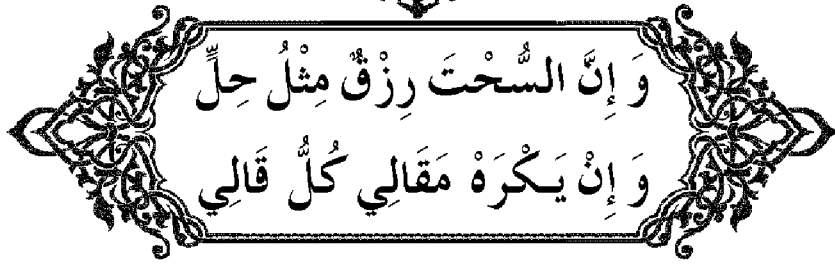 وَ إِنَّ السُّحْتَ رِزْقٌ مِثْلُ حِلٍّ
وَ إِنْ يَكْرَهْ مَقَالِي كُلُّ قَالِي